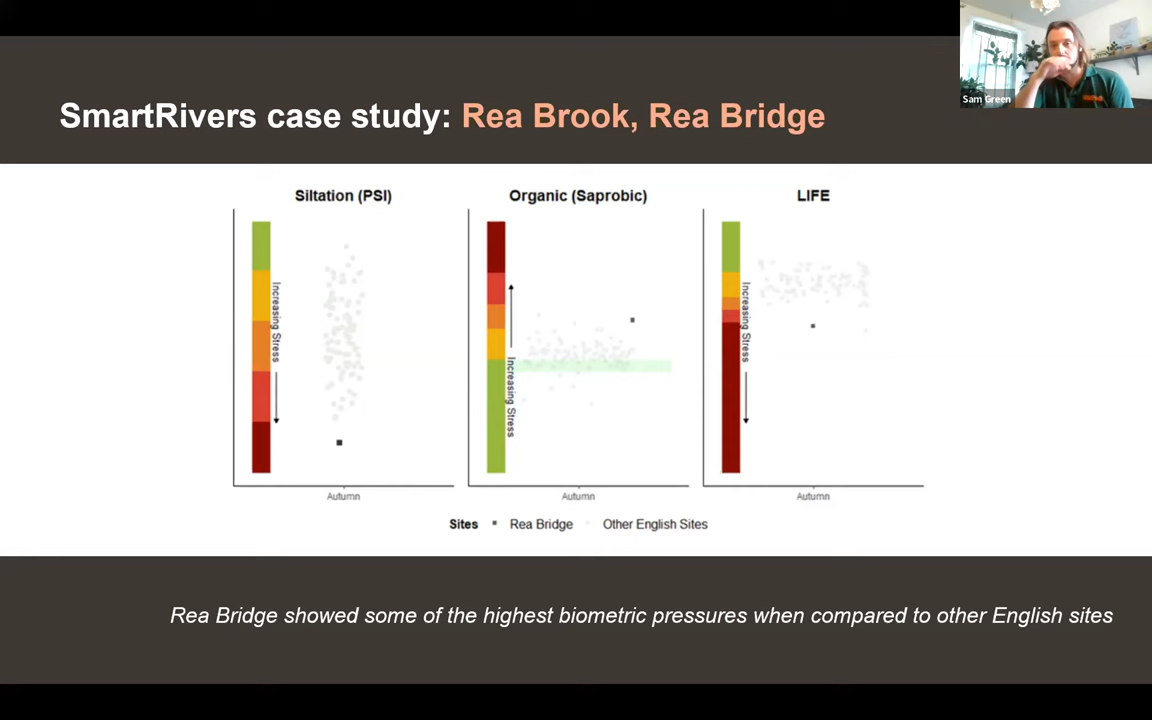 Sam Green
SmartRivers case study: Rea Brook, Rea Bridge
Siltation (PSI)
Organic (Saprobic)
LIFE
Increasing Stress
Increasing Stress
Increasing Stress
Autumn
Autumn
Autumn
Sites
Rea Bridge
Other English Sites
Rea Bridge showed some of the highest biometric pressures when compared to other English sites